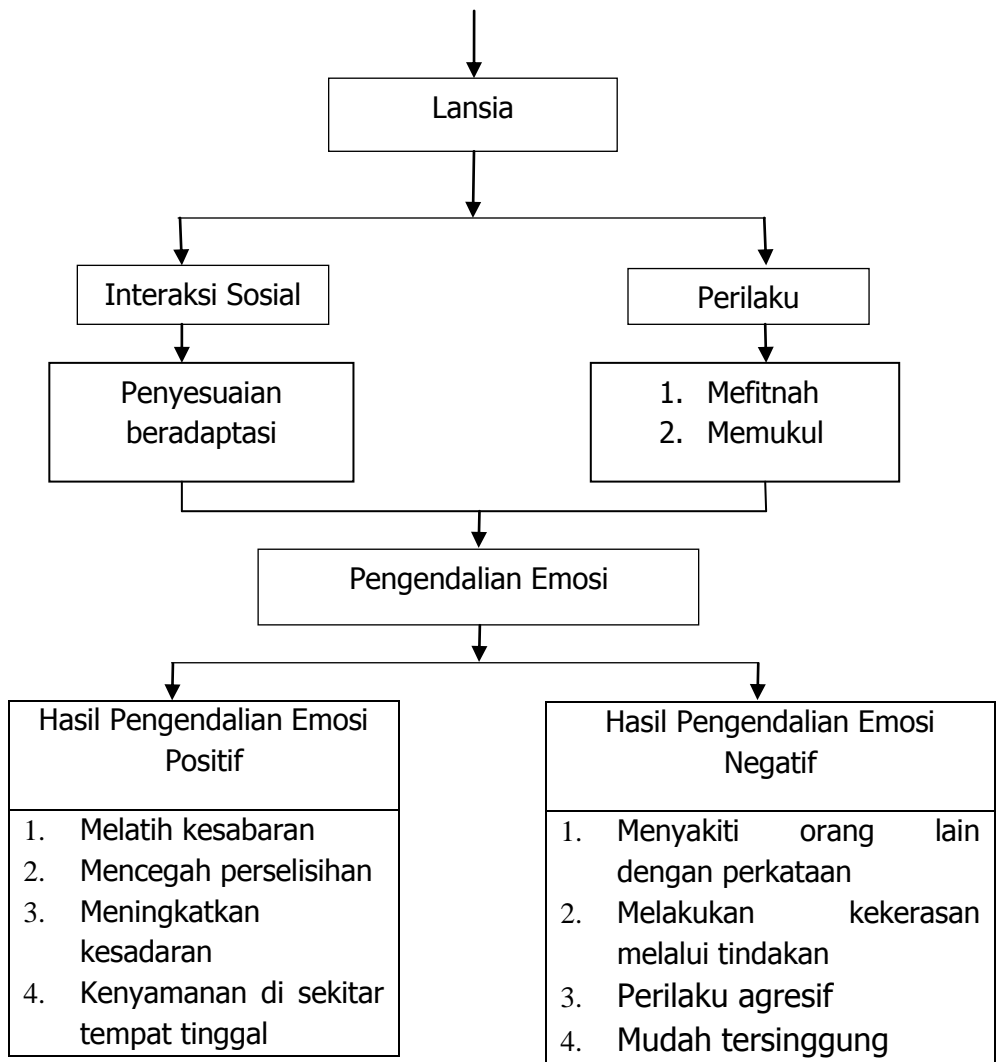 Lansia
Interaksi Sosial
Perilaku
Penyesuaian
beradaptasi
1. Mefitnah
2. Memukul
Pengendalian Emosi
Hasil Pengendalian Emosi
Positif
1. Melatih kesabaran
2. Mencegah perselisihan
3. Meningkatkan
kesadaran
4. Kenyamanan di sekitar
tempat tinggal
Hasil Pengendalian Emosi
Negatif
1. Menyakiti orang lain
dengan perkataan
2. Melakukan kekerasan
melalui tindakan
3. Perilaku agresif
4. Mudah tersinggung